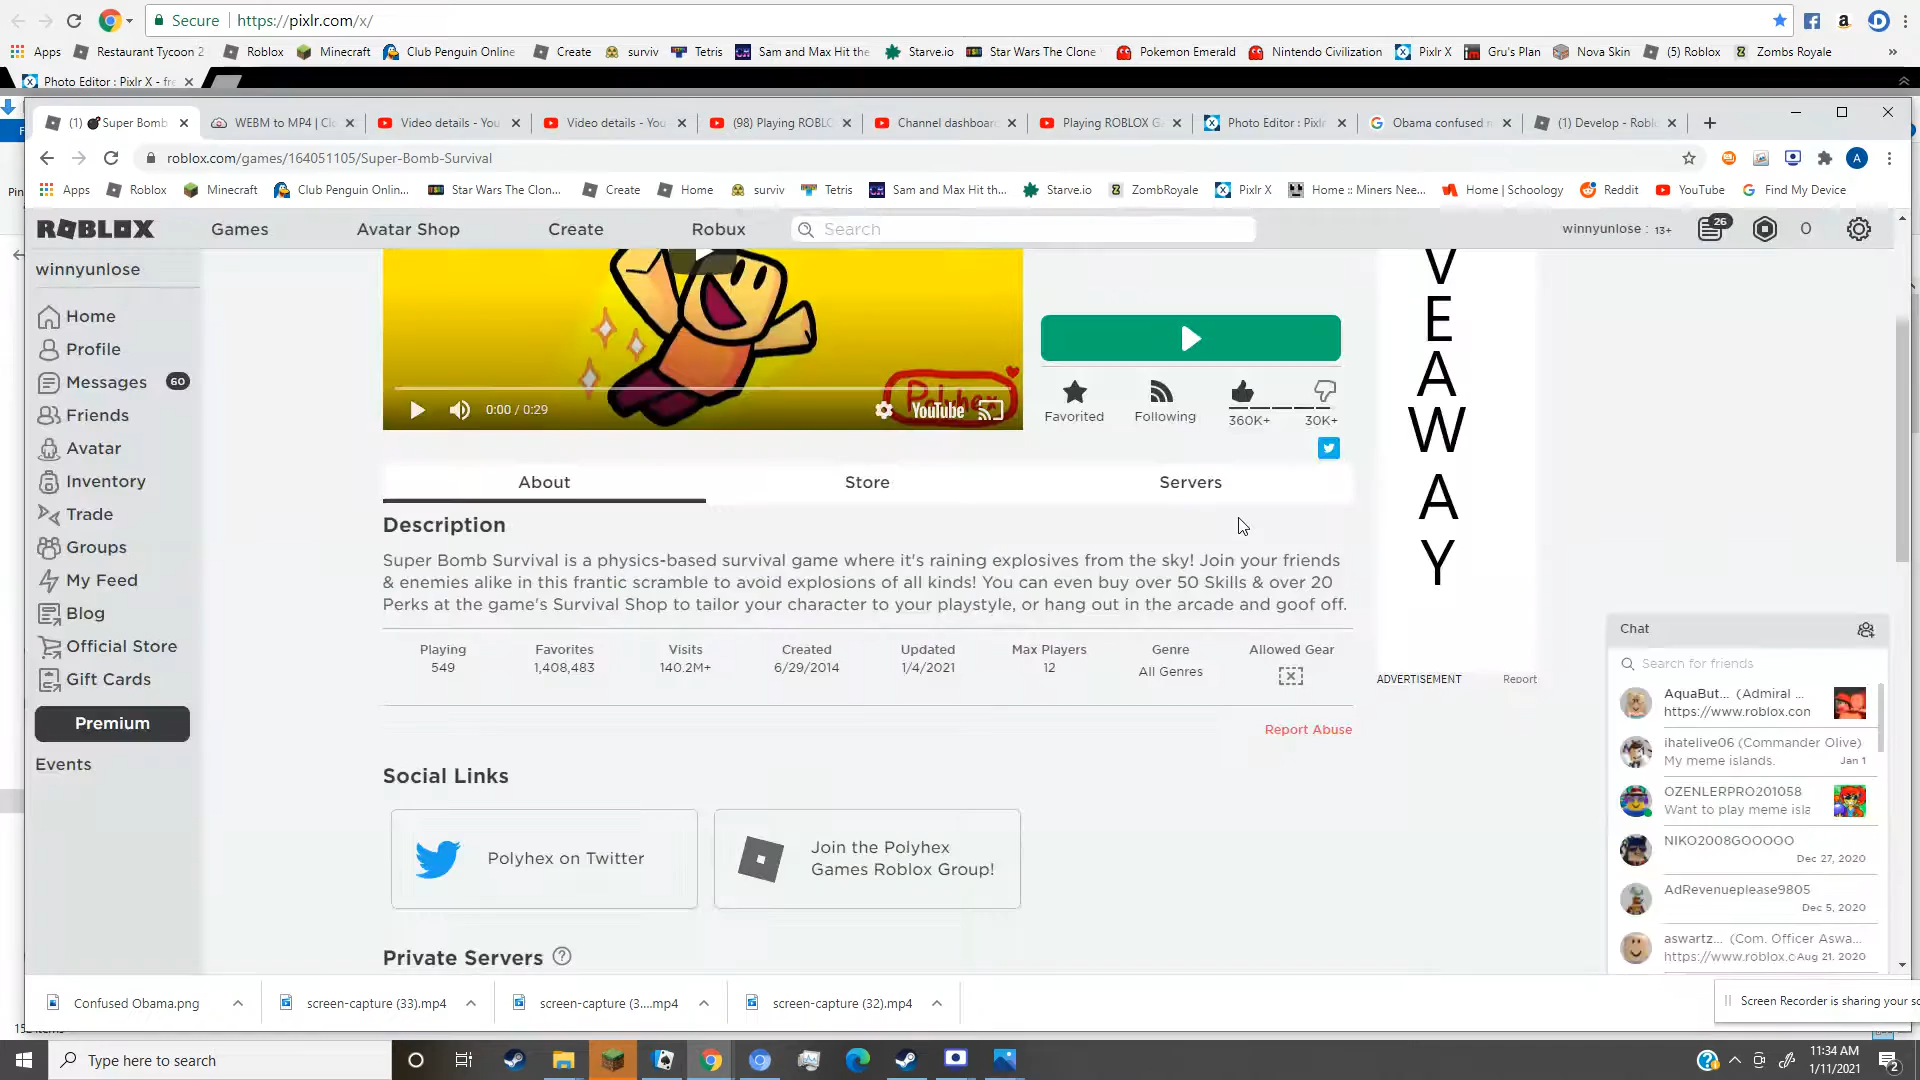 Secure https://pixlr.com/x/
Apps Restaurant Tycoon 2 Roblox Minecraft Club Penguin Online Create surviv Tetris Sam and Max Hit the Starve.io Star Wars The Clone Pokemon Emerald Nintendo Civilization Pixlr X Gru's Plan Nova Skin (5) Roblox Zombs Royale »
Photo Editor : Pixlr X - fre
(1) Super Bomb WEBM to MP4 | Clo Video details - You Video details - You (98) Playing ROBLO Channel dashboard Playing ROBLOX G Photo Editor : Pixl Obama confused (1) Develop - Robl
roblox.com/games/164051105/Super-Bomb-Survival A
Pin
Apps Roblox Minecraft Club Penguin Onlin... Star Wars The Clon... Create Home surviv Tetris Sam and Max Hit th... Starve.io ZombRoyale Pixlr X Home :: Miners Nee... Home | Schoology Reddit YouTube Find My Device
ROBLOX Games Avatar Shop Create Robux Search winnyunlose : 13+ 26 0
winnyunlose
Home
Profile
Messages 60
Friends
Avatar
Inventory
Trade
Groups
My Feed
Blog
Official Store
Gift Cards
Premium
Events
Polyhex
0:00 / 0:29 YouTube
Favorited Following 360K+ 30K+
About Store Servers
Description
Super Bomb Survival is a physics-based survival game where it's raining explosives from the sky! Join your friends
& enemies alike in this frantic scramble to avoid explosions of all kinds! You can even buy over 50 Skills & over 20
Perks at the game's Survival Shop to tailor your character to your playstyle, or hang out in the arcade and goof off.
Playing Favorites Visits Created Updated Max Players Genre Allowed Gear
549 1,408,483 140.2M+ 6/29/2014 1/4/2021 12 All Genres
Report Abuse
Social Links
Polyhex on Twitter
Join the Polyhex
Games Roblox Group!
Private Servers
V
E
A
W
A
Y
ADVERTISEMENT Report
Chat
Search for friends
AquaBut... (Admiral ...
https://www.roblox.con
ihatelive06 (Commander Olive)
My meme islands. Jan 1
OZENLERPRO201058
Want to play meme isla
NIKO2008GOOOOO
Dec 27, 2020
AdRevenueplease9805
Dec 5, 2020
aswartz... (Com. Officer Aswa...
https://www.roblox.c Aug 21, 2020
Confused Obama.png screen-capture (33).mp4 screen-capture (3....mp4 screen-capture (32).mp4
Screen Recorder is sharing your sc
Type here to search
11:34 AM
1/11/2021
2